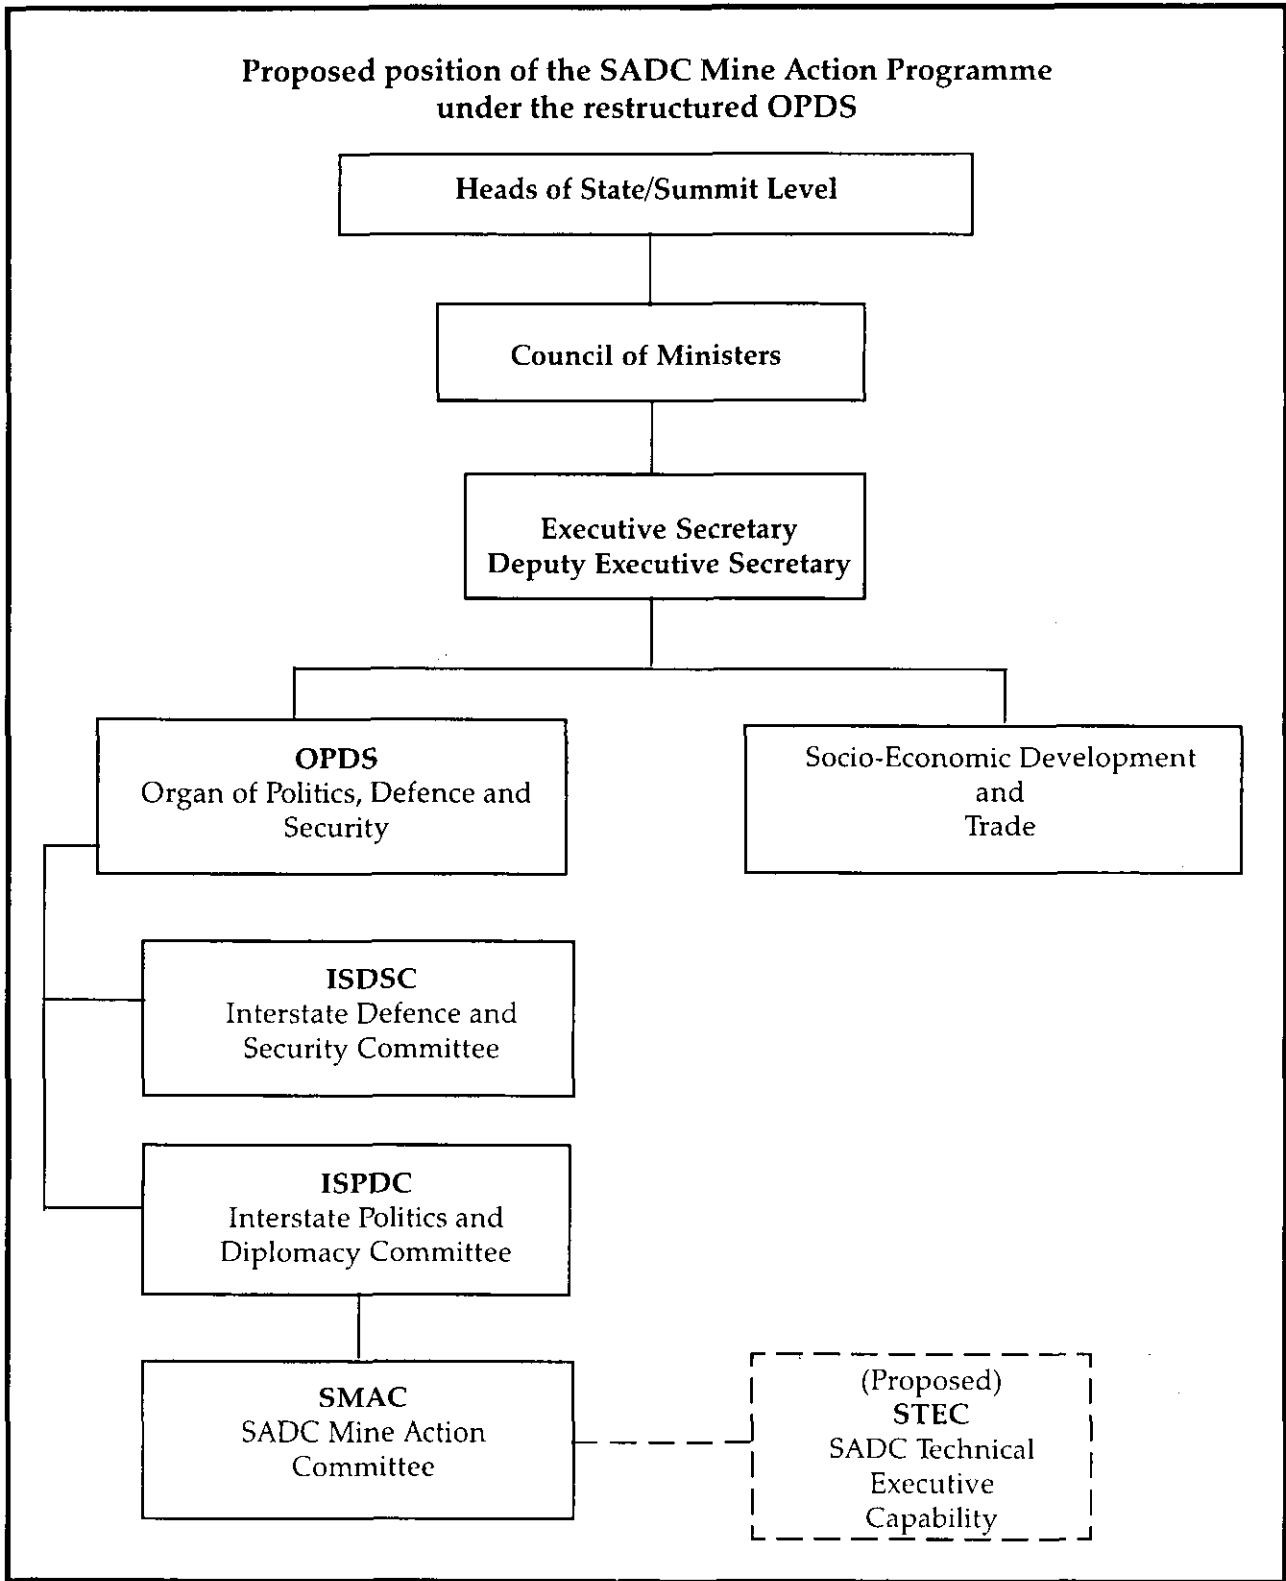 Proposed position of the SADC Mine Action Programme
under the restructured OPDS
Heads of State/Summit Level
Council of Ministers
Executive Secretary
Deputy Executive Secretary
OPDS
Organ of Politics, Defence and
Security
Socio-Economic Development
and
Trade
ISDSC
Interstate Defence and
Security Committee
ISPDC
Interstate Politics and
Diplomacy Committee
SMAC
SADC Mine Action
Committee
(Proposed)
STEC
SADC Technical
Executive
Capability